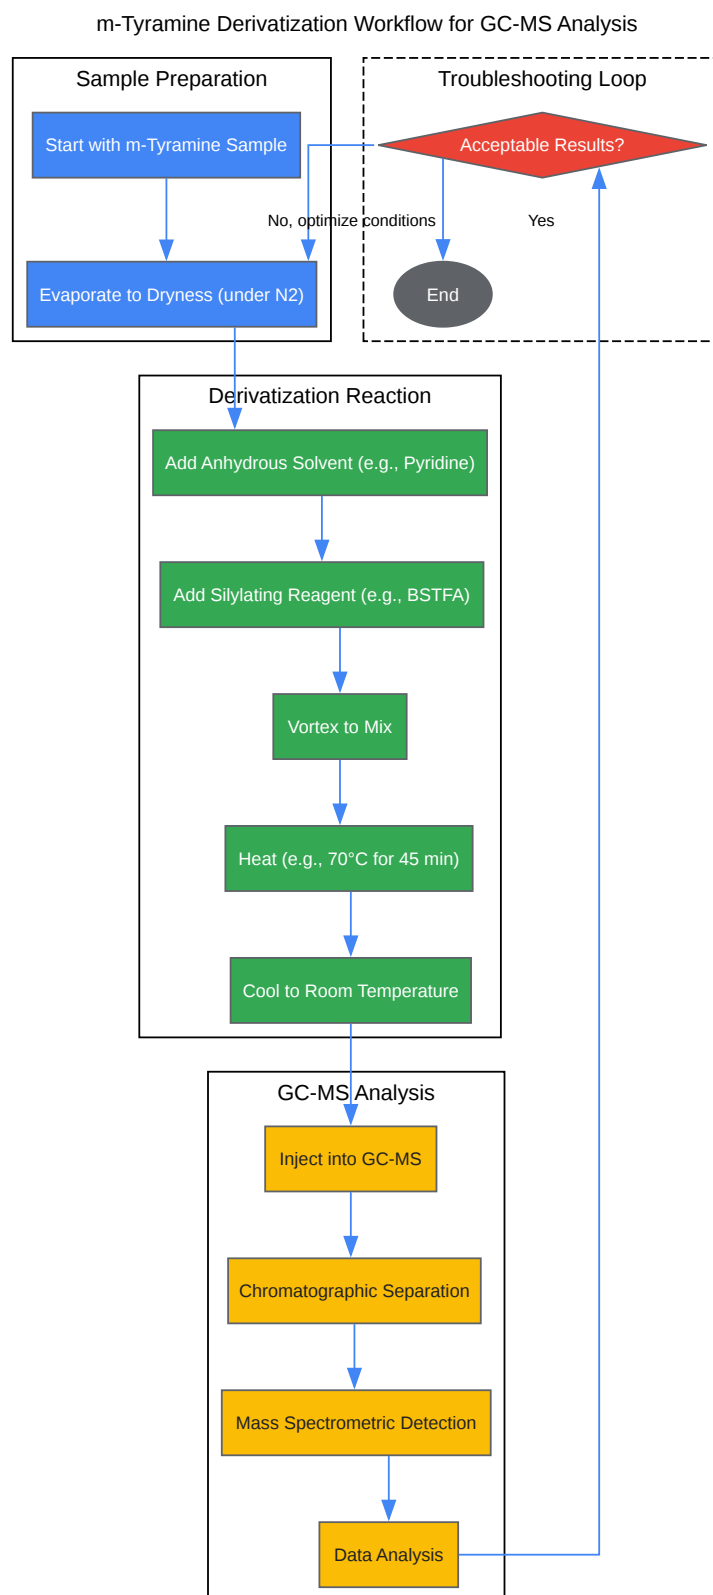 m-Tyramine Derivatization Workflow for GC-MS Analysis
Sample Preparation
Troubleshooting Loop
Start with m-Tyramine Sample
Acceptable Results?
No, optimize conditions
Yes
Evaporate to Dryness (under N2)
End
Derivatization Reaction
Add Anhydrous Solvent (e.g., Pyridine)
Add Silylating Reagent (e.g., BSTFA)
Vortex to Mix
Heat (e.g., 70°C for 45 min)
Cool to Room Temperature
GC-MS Analysis
Inject into GC-MS
Chromatographic Separation
Mass Spectrometric Detection
Data Analysis